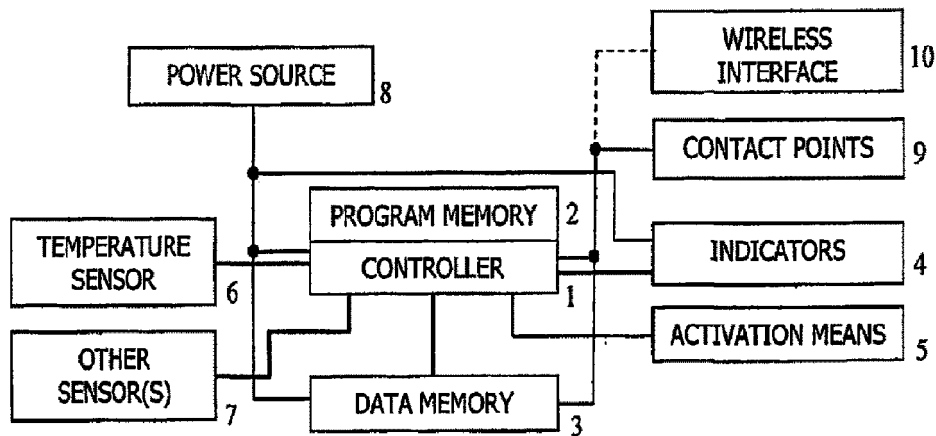 POWER SOURCE
8
WIRELESS
INTERFACE
10
CONTACT POINTS
9
PROGRAM MEMORY
2
TEMPERATURE
SENSOR
6
CONTROLLER
1
INDICATORS
4
ACTIVATION MEANS
5
OTHER
SENSOR(S)
7
DATA MEMORY
3